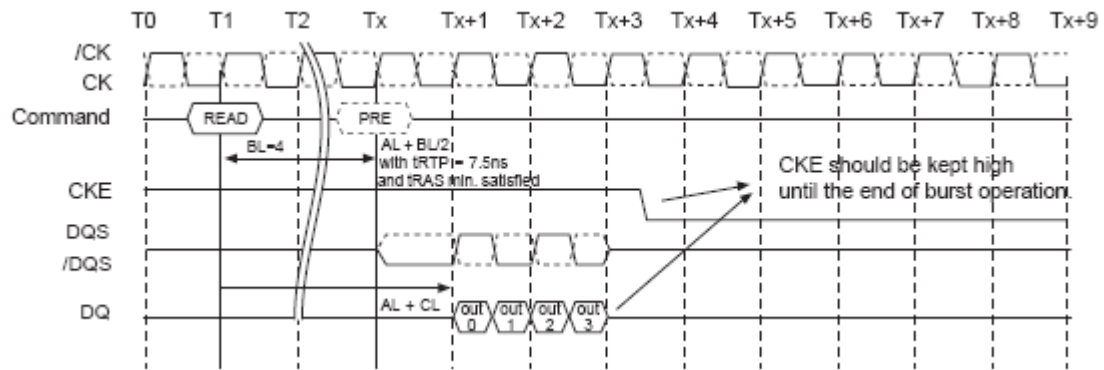 T0 T1 T2 Tx Tx+1 Tx+2 Tx+3 Tx+4 Tx+5 Tx+6 Tx+7 Tx+8 Tx+9
/CK
CK
Command READ PRE
BL=4 AL + BL/2
with tRTP = 7.5ns
and tRAS min. satisfied
CKE should be kept high
until the end of burst operation.
CKE
DQS
/DQS
AL + CL
DQ out 0 out 1 out 2 out 3